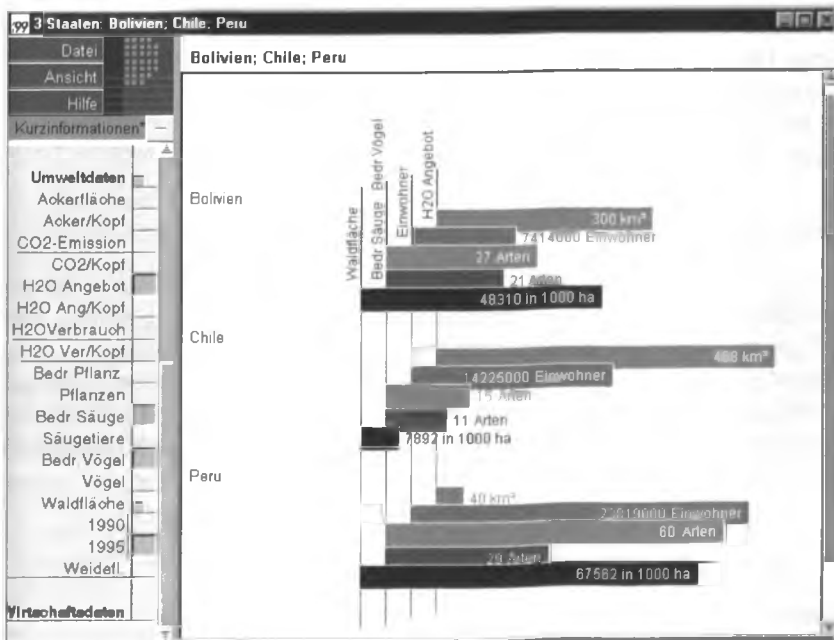 '99 3 Staaten: Bolivien; Chile; Peru
Datei
Ansicht
Hilfe
Kurzinformationen*
Umweltdaten
Ackerfläche
Acker/Kopf
CO2-Emission
CO2/Kopf
H2O Angebot
H2O Ang/Kopf
H2OVerbrauch
H2O Ver/Kopf
Bedr Pflanz
Pflanzen
Bedr Säuge
Säugetiere
Bedr Vögel
Vögel
Waldfläche
1990
1995
Weidefl.
Wirtschaftsdaten
Bolivien; Chile; Peru
Waldfläche
Bedr Säuge
Bedr Vögel
Einwohner
H2O Angebot
Bolivien
300 km³
7414000 Einwohner
27 Arten
21 Arten
48310 in 1000 ha
Chile
468 km³
14225000 Einwohner
15 Arten
11 Arten
7892 in 1000 ha
Peru
40 km³
Einwohner
60 Arten
Arten
67562 in 1000 ha